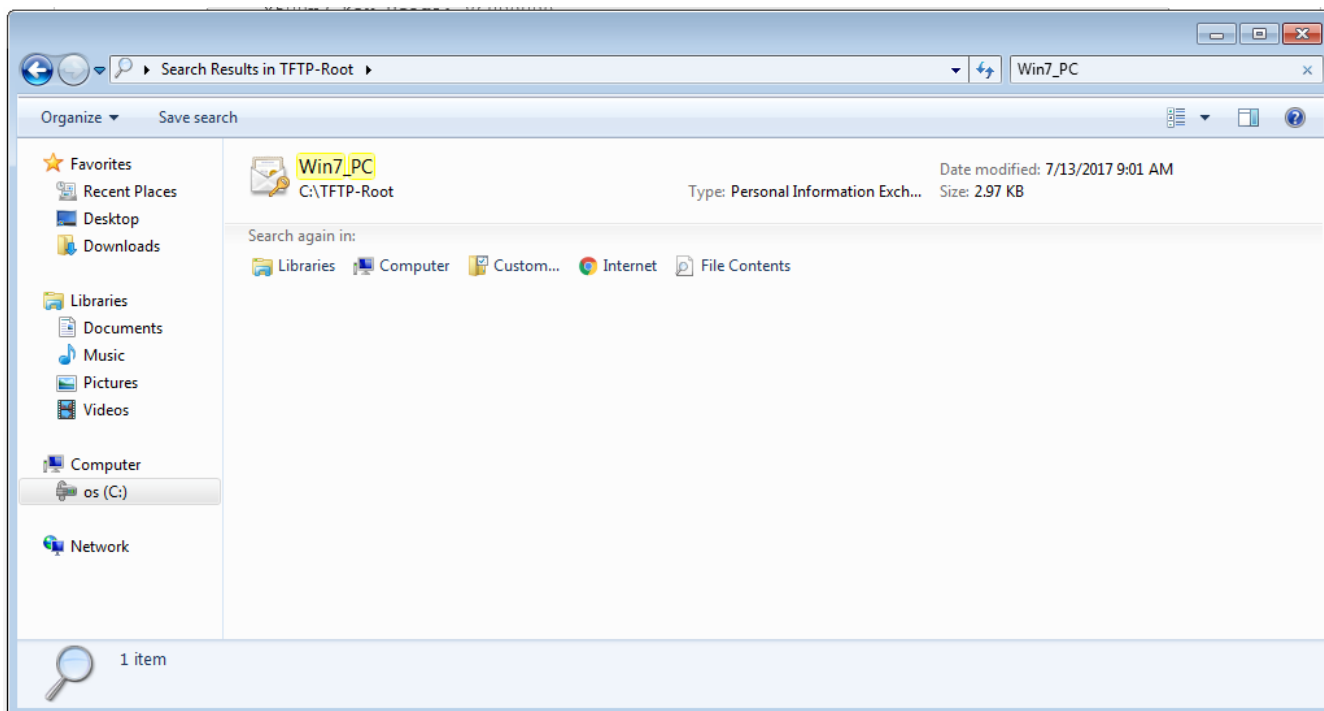 Search Results in TFTP-Root
Win7_PC
Organize
Save search
Favorites
Recent Places
Desktop
Downloads
Libraries
Documents
Music
Pictures
Videos
Computer
os (C:)
Network
Win7_PC
C:\TFTP-Root
Type: Personal Information Exch...
Date modified: 7/13/2017 9:01 AM
Size: 2.97 KB
Search again in:
Libraries Computer Custom... Internet File Contents
1 item